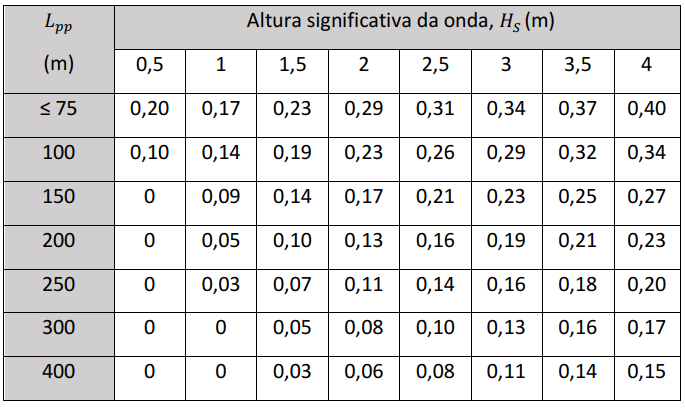 L_pp (m) Altura significativa da onda, H_S (m)
0,5 1 1,5 2 2,5 3 3,5 4
≤ 75 0,20 0,17 0,23 0,29 0,31 0,34 0,37 0,40
100 0,10 0,14 0,19 0,23 0,26 0,29 0,32 0,34
150 0 0,09 0,14 0,17 0,21 0,23 0,25 0,27
200 0 0,05 0,10 0,13 0,16 0,19 0,21 0,23
250 0 0,03 0,07 0,11 0,14 0,16 0,18 0,20
300 0 0 0,05 0,08 0,10 0,13 0,16 0,17
400 0 0 0,03 0,06 0,08 0,11 0,14 0,15